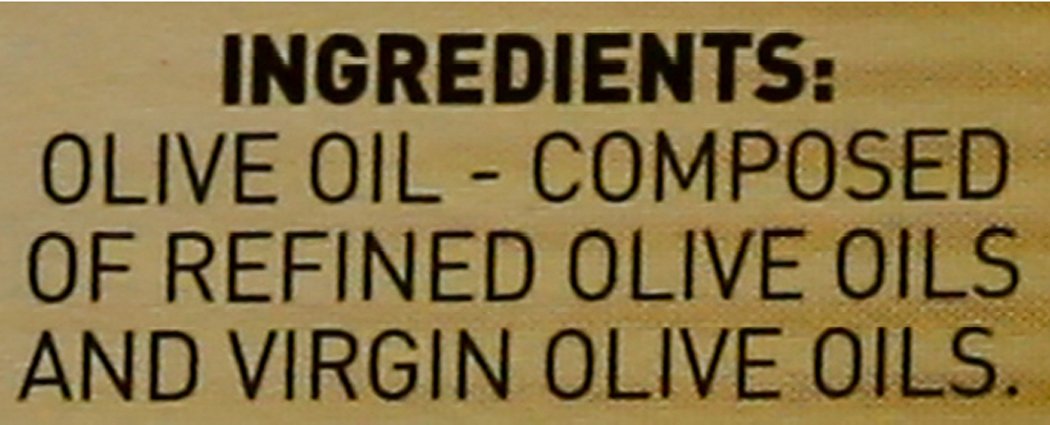 INGREDIENTS:
OLIVE OIL - COMPOSED
OF REFINED OLIVE OILS
AND VIRGIN OLIVE OILS.